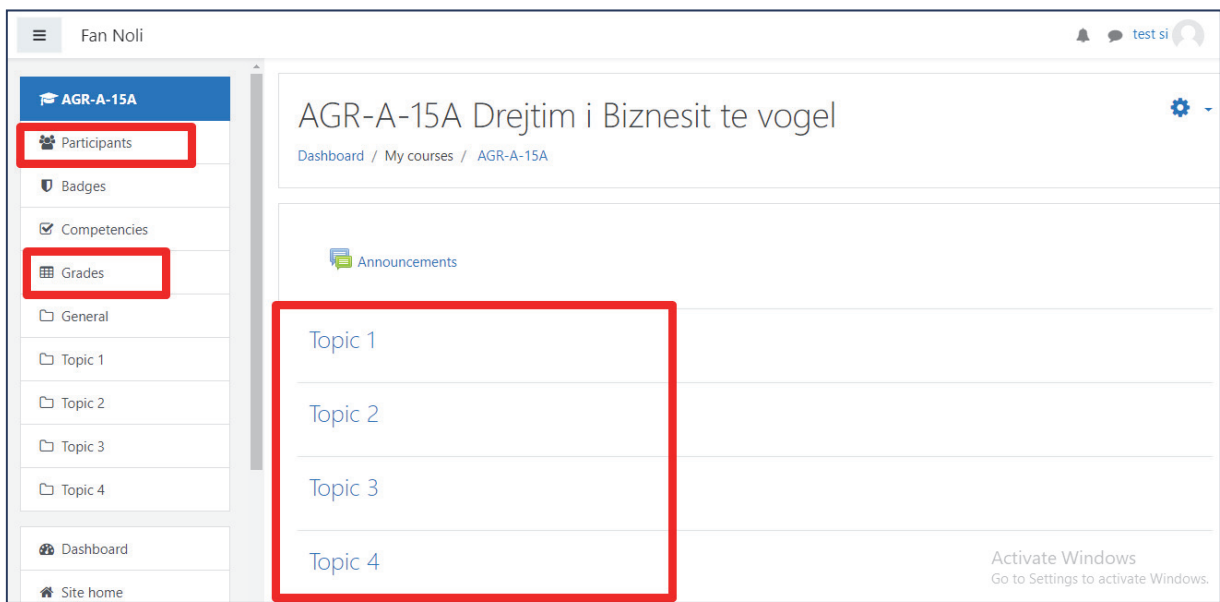 Fan Noli
test si
AGR-A-15A
Participants
Badges
Competencies
Grades
General
Topic 1
Topic 2
Topic 3
Topic 4
Dashboard
Site home
AGR-A-15A Drejtim i Biznesit te vogel
Dashboard / My courses / AGR-A-15A
Announcements
Topic 1
Topic 2
Topic 3
Topic 4
Activate Windows
Go to Settings to activate Windows.